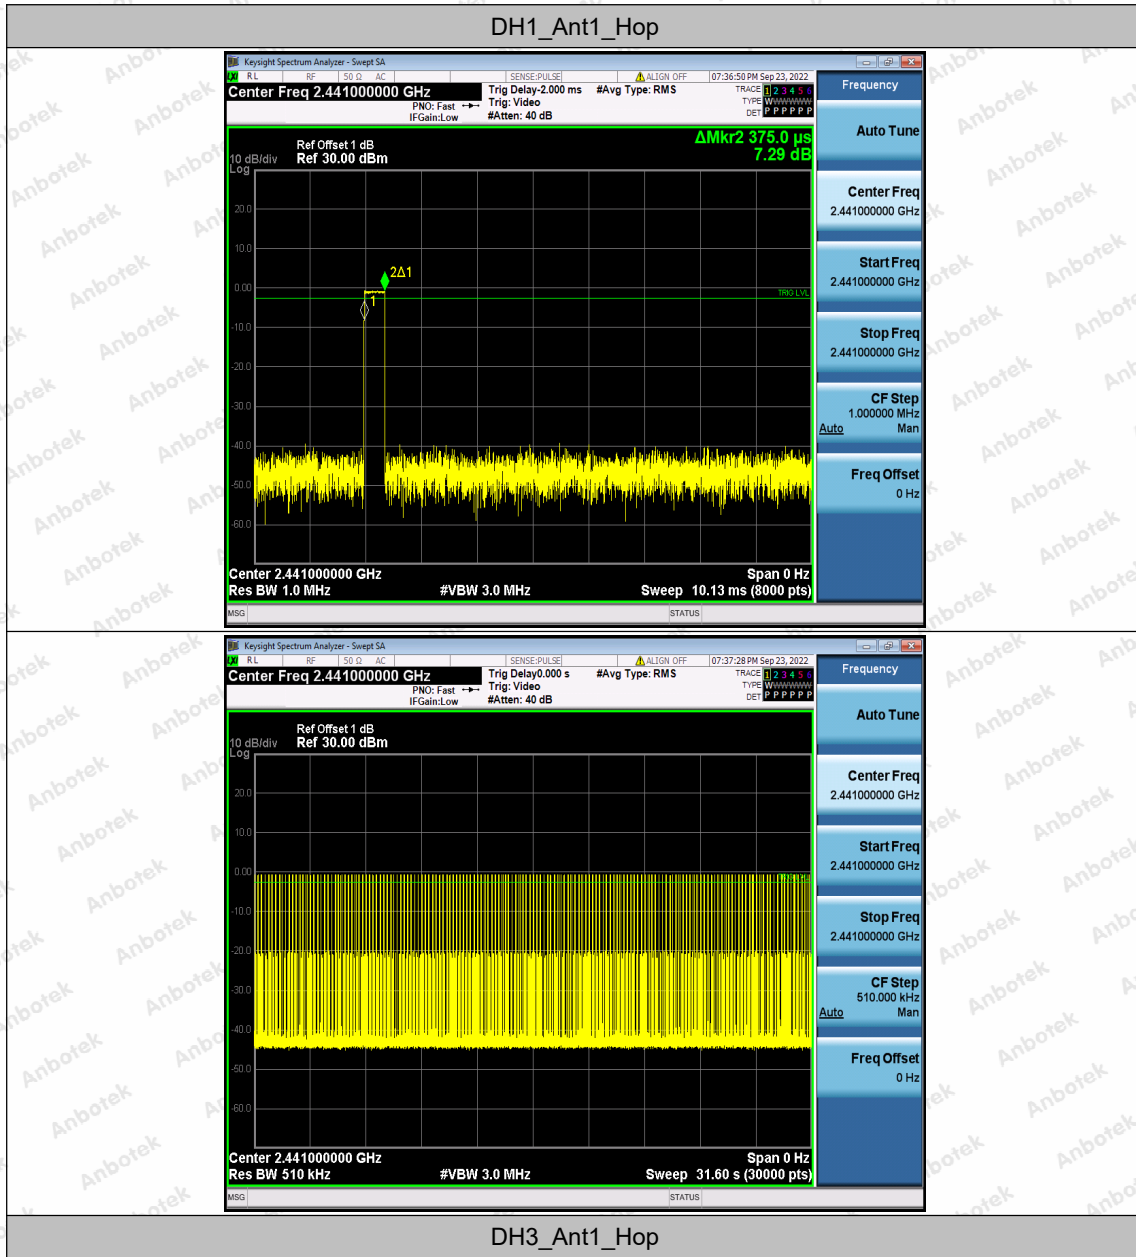 DH1_Ant1_Hop
Keysight Spectrum Analyzer - Swept SA
RL RF 50 Ω AC SENSE:PULSE ALIGN OFF 07:36:50 PM Sep 23, 2022
Center Freq 2.441000000 GHz
PNO: Fast
IFGain:Low
Trig Delay-2.000 ms
Trig: Video
#Atten: 40 dB
#Avg Type: RMS
TRACE 1 2 3 4 5 6
TYPE WWWWWW
DET P P P P P P
ΔMkr2 375.0 µs
7.29 dB
Ref Offset 1 dB
10 dB/div Ref 30.00 dBm
Log
20.0
10.0
0.00
-10.0
-20.0
-30.0
-40.0
-50.0
-60.0
2Δ1
1
TRIG LVL
Center 2.441000000 GHz Span 0 Hz
Res BW 1.0 MHz #VBW 3.0 MHz Sweep 10.13 ms (8000 pts)
MSG STATUS
Frequency
Auto Tune
Center Freq
2.441000000 GHz
Start Freq
2.441000000 GHz
Stop Freq
2.441000000 GHz
CF Step
1.000000 MHz
Auto Man
Freq Offset
0 Hz
Keysight Spectrum Analyzer - Swept SA
RL RF 50 Ω AC SENSE:PULSE ALIGN OFF 07:37:28 PM Sep 23, 2022
Center Freq 2.441000000 GHz
PNO: Fast
IFGain:Low
Trig Delay0.000 s
Trig: Video
#Atten: 40 dB
#Avg Type: RMS
TRACE 1 2 3 4 5 6
TYPE WWWWWW
DET P P P P P P
Ref Offset 1 dB
10 dB/div Ref 30.00 dBm
Log
20.0
10.0
0.00
-10.0
-20.0
-30.0
-40.0
-50.0
-60.0
Center 2.441000000 GHz Span 0 Hz
Res BW 510 kHz #VBW 3.0 MHz Sweep 31.60 s (30000 pts)
MSG STATUS
Frequency
Auto Tune
Center Freq
2.441000000 GHz
Start Freq
2.441000000 GHz
Stop Freq
2.441000000 GHz
CF Step
510.000 kHz
Auto Man
Freq Offset
0 Hz
DH3_Ant1_Hop